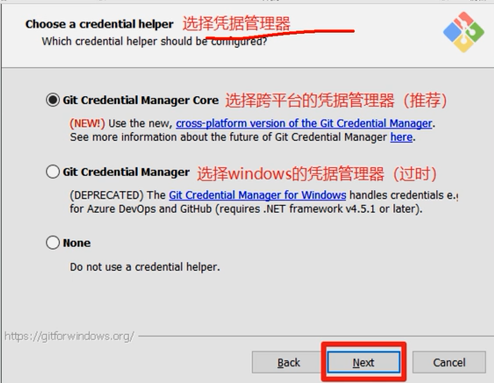 Choose a credential helper 选择凭据管理器
Which credential helper should be configured?
Git Credential Manager Core 选择跨平台的凭据管理器（推荐）
(NEW!) Use the new, cross-platform version of the Git Credential Manager.
See more information about the future of Git Credential Manager here.
Git Credential Manager 选择windows的凭据管理器（过时）
(DEPRECATED) The Git Credential Manager for Windows handles credentials e.g
for Azure DevOps and GitHub (requires .NET framework v4.5.1 or later).
None
Do not use a credential helper.
https://gitforwindows.org/
Back Next Cancel